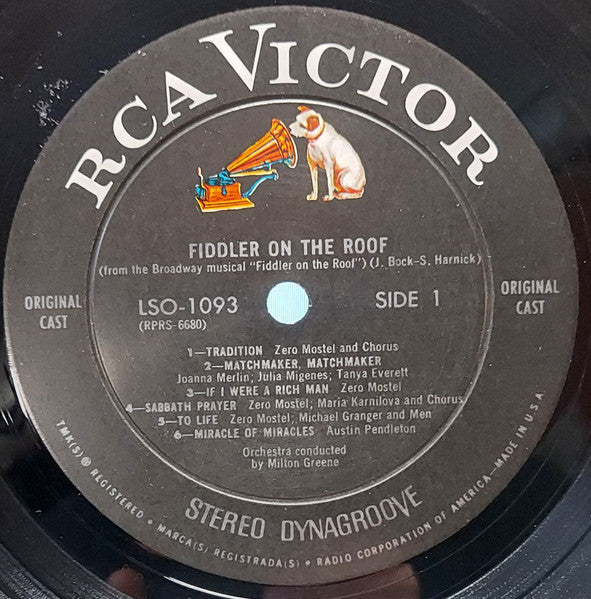 RCA VICTOR
FIDDLER ON THE ROOF
(from the Broadway musical "Fiddler on the Roof") (J. Bock-S. Harnick)
ORIGINAL
CAST
LSO-1093
(RPRS-6680)
SIDE 1
ORIGINAL
CAST
1—TRADITION Zero Mostel and Chorus
2—MATCHMAKER, MATCHMAKER
Joanna Merlin; Julia Migenes; Tanya Everett
3—IF I WERE A RICH MAN Zero Mostel
4—SABBATH PRAYER Zero Mostel; Maria Karnilova and Chorus
5—TO LIFE Zero Mostel; Michael Granger and Men
6—MIRACLE OF MIRACLES Austin Pendleton
Orchestra conducted
by Milton Greene
STEREO DYNAGROOVE
TMK(S) ® REGISTERED • MARCA(S) REGISTRADA(S) • RADIO CORPORATION OF AMERICA—MADE IN U.S.A.